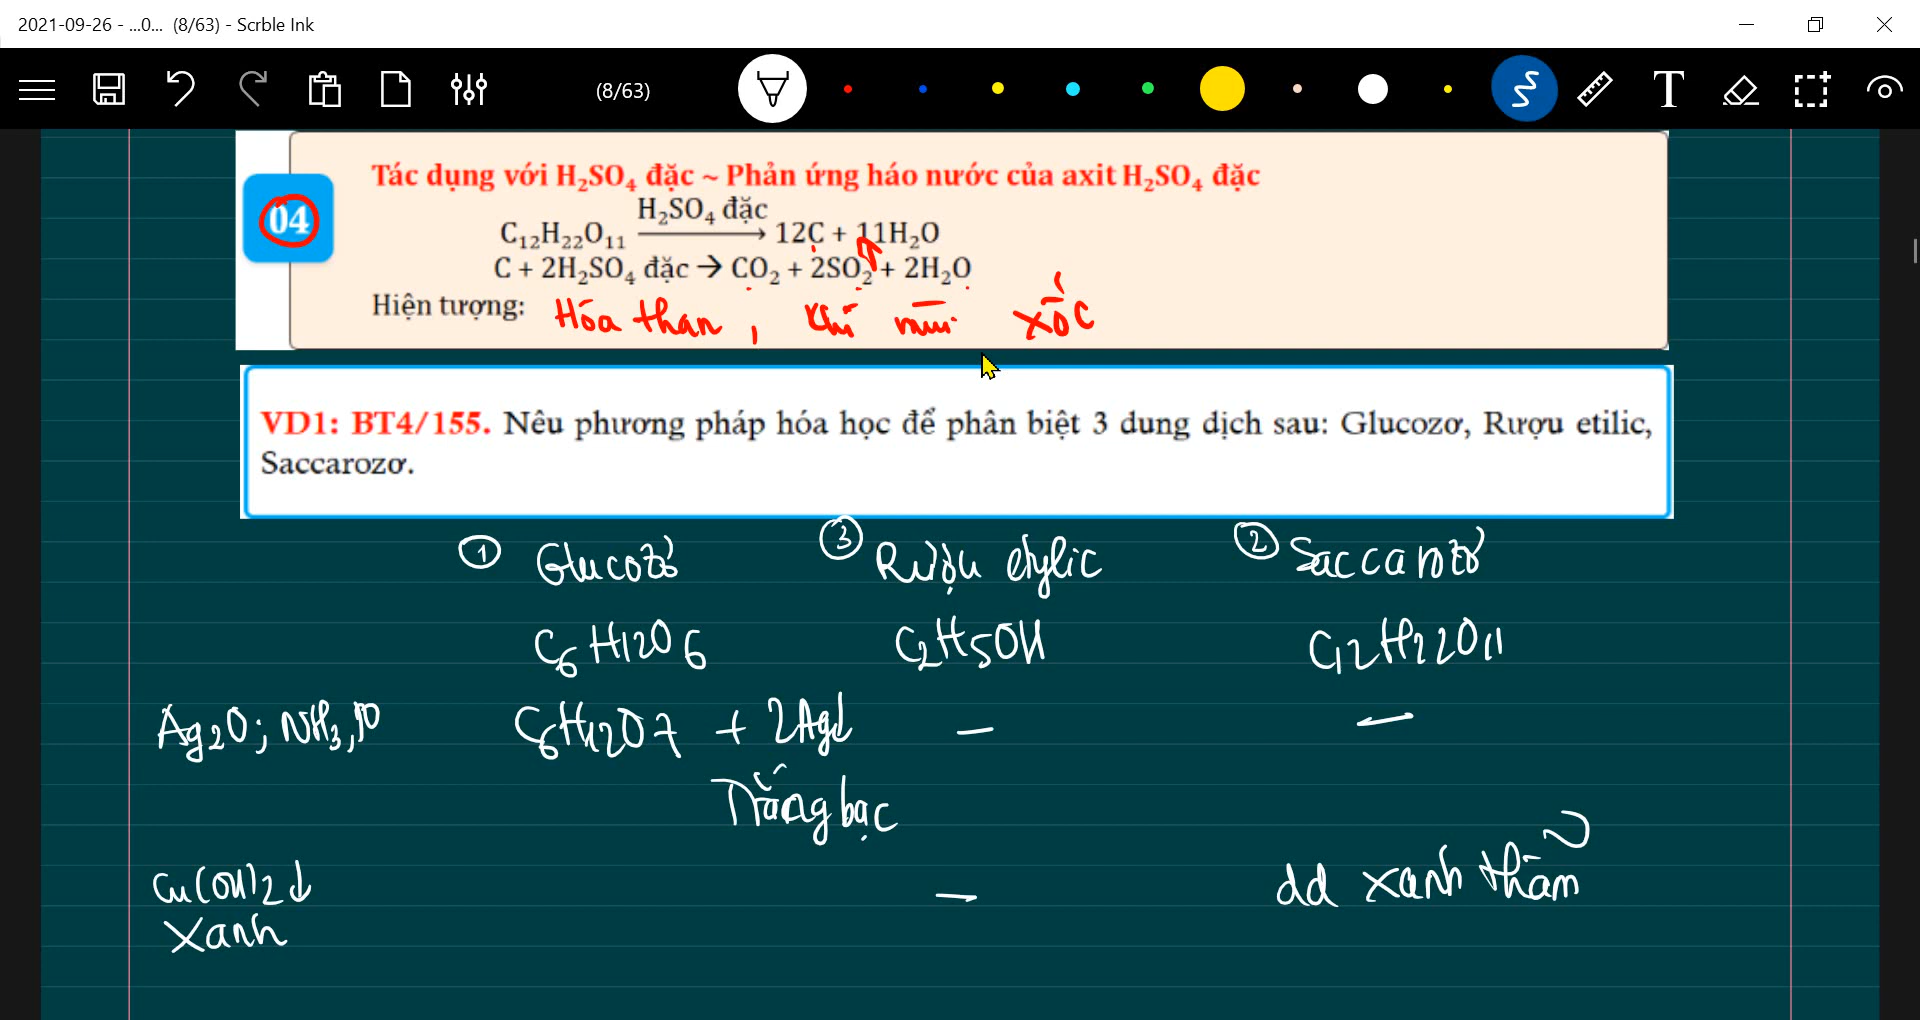 2021-09-26 - ...0... (8/63) - Scrble Ink
(8/63)
T
04
Tác dụng với H₂SO₄ đặc ~ Phản ứng háo nước của axit H₂SO₄ đặc
H₂SO₄ đặc
C₁₂H₂₂O₁₁ → 12C + 11H₂O
C + 2H₂SO₄ đặc → CO₂ + 2SO₂ ↑ + 2H₂O
Hiện tượng: Hóa than, khí mùi xốc
VD1: BT4/155. Nêu phương pháp hóa học để phân biệt 3 dung dịch sau: Glucozơ, Rượu etilic,
Saccarozơ.
① Glucozơ ③ Rượu etylic ② Saccarozơ
C₆H₁₂O₆ C₂H₅OH C₁₂H₂₂O₁₁
Ag₂O; NH₃, t° C₆H₁₂O₇ + 2Ag↓ — —
Trắng bạc
Cu(OH)₂↓ — dd xanh thẫm
xanh